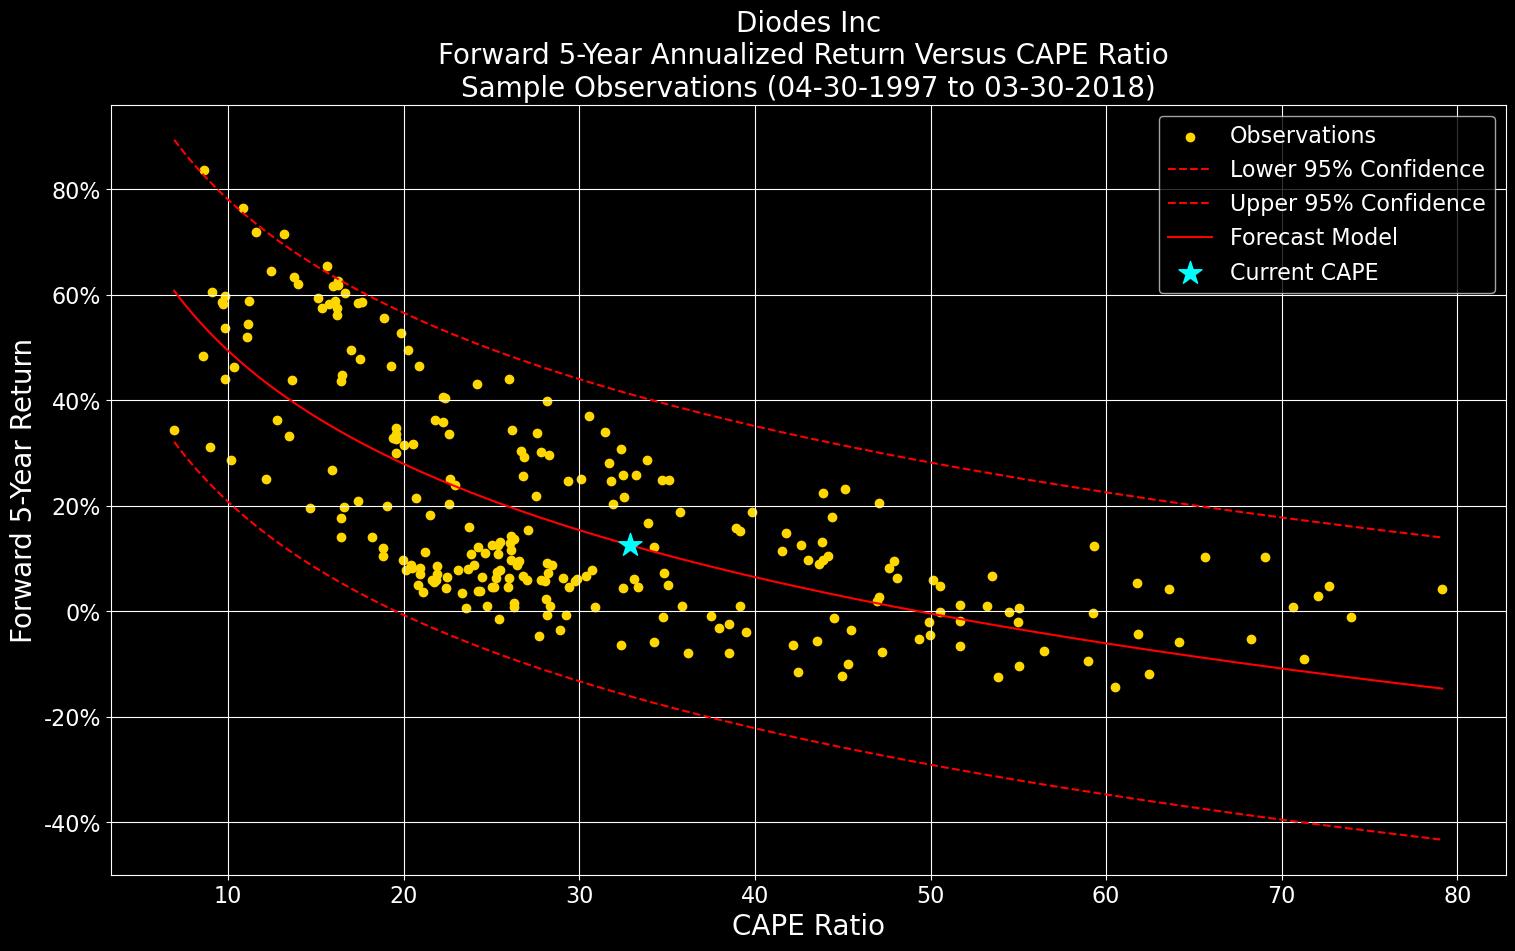 Diodes Inc
Forward 5-Year Annualized Return Versus CAPE Ratio
Sample Observations (04-30-1997 to 03-30-2018)
Observations
Lower 95% Confidence
Upper 95% Confidence
Forecast Model
Current CAPE
Forward 5-Year Return
80%
60%
40%
20%
0%
-20%
-40%
10 20 30 40 50 60 70 80
CAPE Ratio